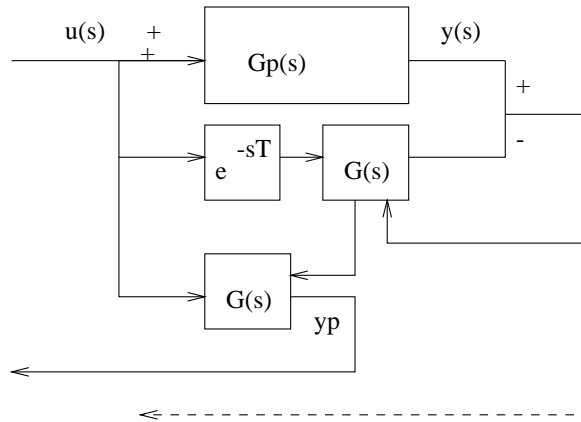 u(s)
+
+
Gp(s)
y(s)
+
-
e -sT
G(s)
G(s)
yp